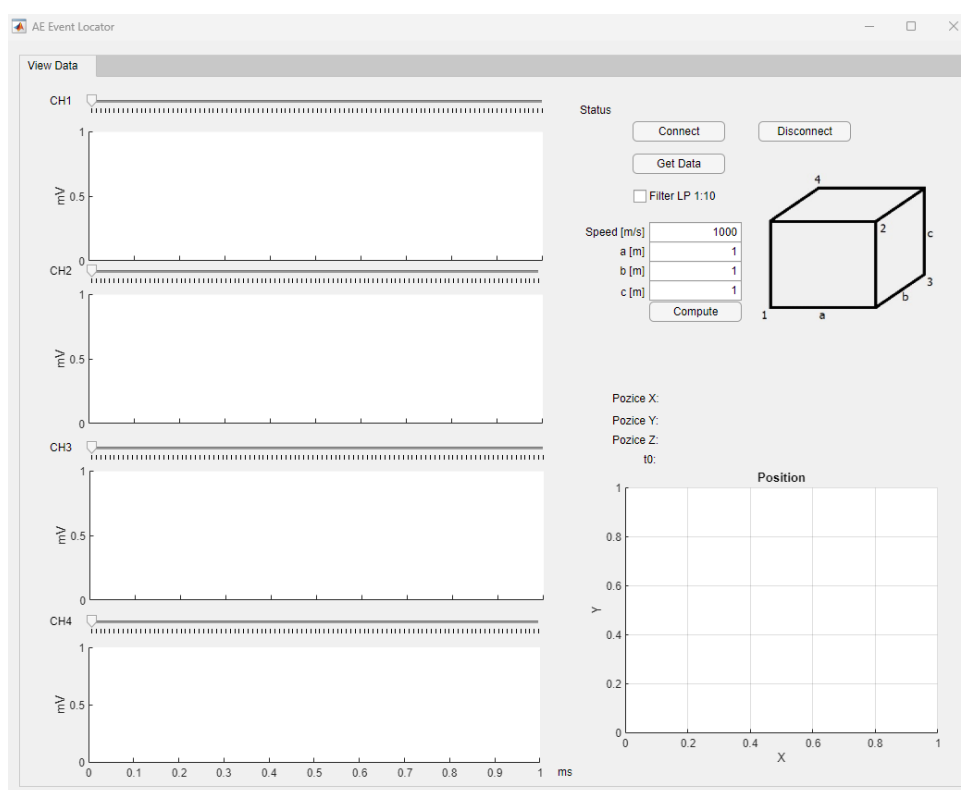 AE Event Locator
View Data
CH1
1
0.5
0
mV
CH2
1
0.5
0
mV
CH3
1
0.5
0
mV
CH4
1
0.5
0
mV
0 0.1 0.2 0.3 0.4 0.5 0.6 0.7 0.8 0.9 1 ms
Status
Connect Disconnect
Get Data
Filter LP 1:10
Speed [m/s] 1000
a [m] 1
b [m] 1
c [m] 1
Compute
4
2
c
3
b
1 a
Pozice X:
Pozice Y:
Pozice Z:
t0:
Position
1
0.8
0.6
Y
0.4
0.2
0
0 0.2 0.4 0.6 0.8 1
X